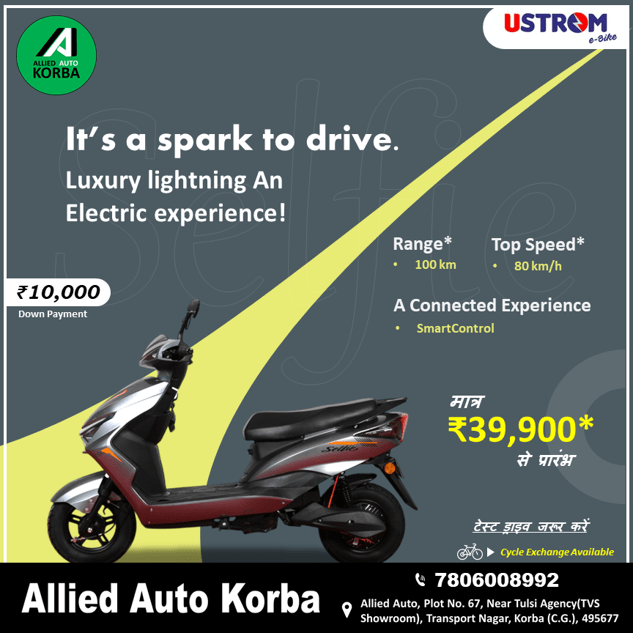 ALLIED AUTO
KORBA
USTROM
e-Bike
Selfie
It's a spark to drive.
Luxury lightning An
Electric experience!
Range*
• 100 km
Top Speed*
• 80 km/h
₹10,000
Down Payment
A Connected Experience
• SmartControl
मात्र
₹39,900*
से प्रारंभ
Selfie
टेस्ट ड्राइव जरूर करें
Cycle Exchange Available
Allied Auto Korba
7806008992
Allied Auto, Plot No. 67, Near Tulsi Agency(TVS
Showroom), Transport Nagar, Korba (C.G.), 495677